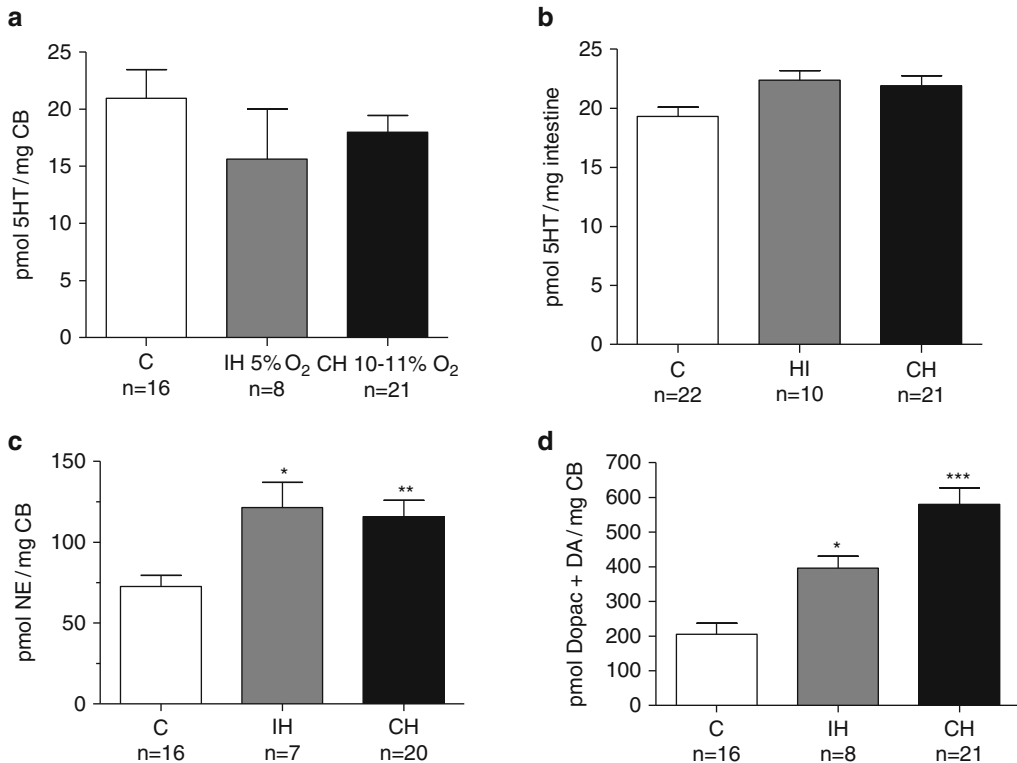 a
pmol 5HT/mg CB
25
20
15
10
5
0
C IH 5% O₂ CH 10-11% O₂
n=16 n=8 n=21
b
pmol 5HT/mg intestine
25
20
15
10
5
0
C HI CH
n=22 n=10 n=21
c
pmol NE/mg CB
150
100
50
0
* **
C IH CH
n=16 n=7 n=20
d
pmol Dopac + DA/mg CB
700
600
500
400
300
200
100
0
* ***
C IH CH
n=16 n=8 n=21